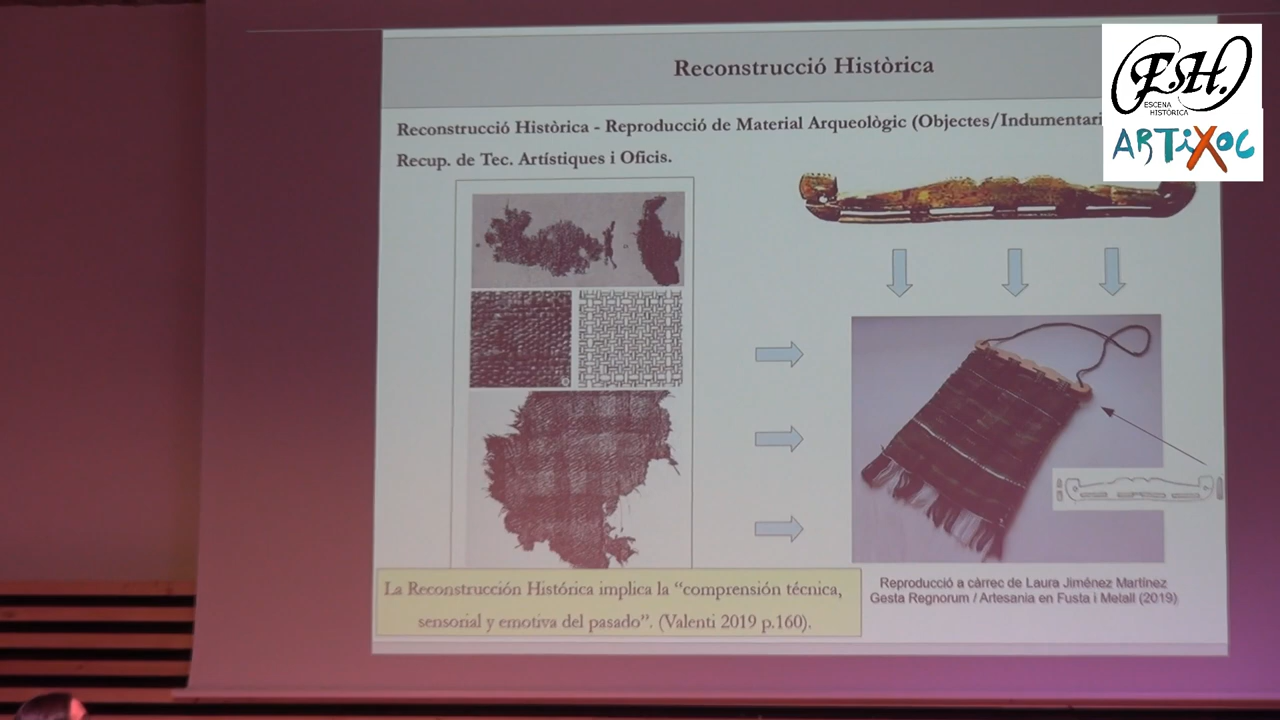 Reconstrucció Històrica
Reconstrucció Històrica - Reproducció de Material Arqueològic (Objectes/Indumentari
Recup. de Tec. Artístiques i Oficis.
La Reconstrucción Histórica implica la “comprensión técnica,
sensorial y emotiva del pasado”. (Valenti 2019 p.160).
Reproducció a càrrec de Laura Jiménez Martínez
Gesta Regnorum / Artesania en Fusta i Metall (2019)
E.S.H.
ESCENA
HISTÒRICA
ARTiXOC